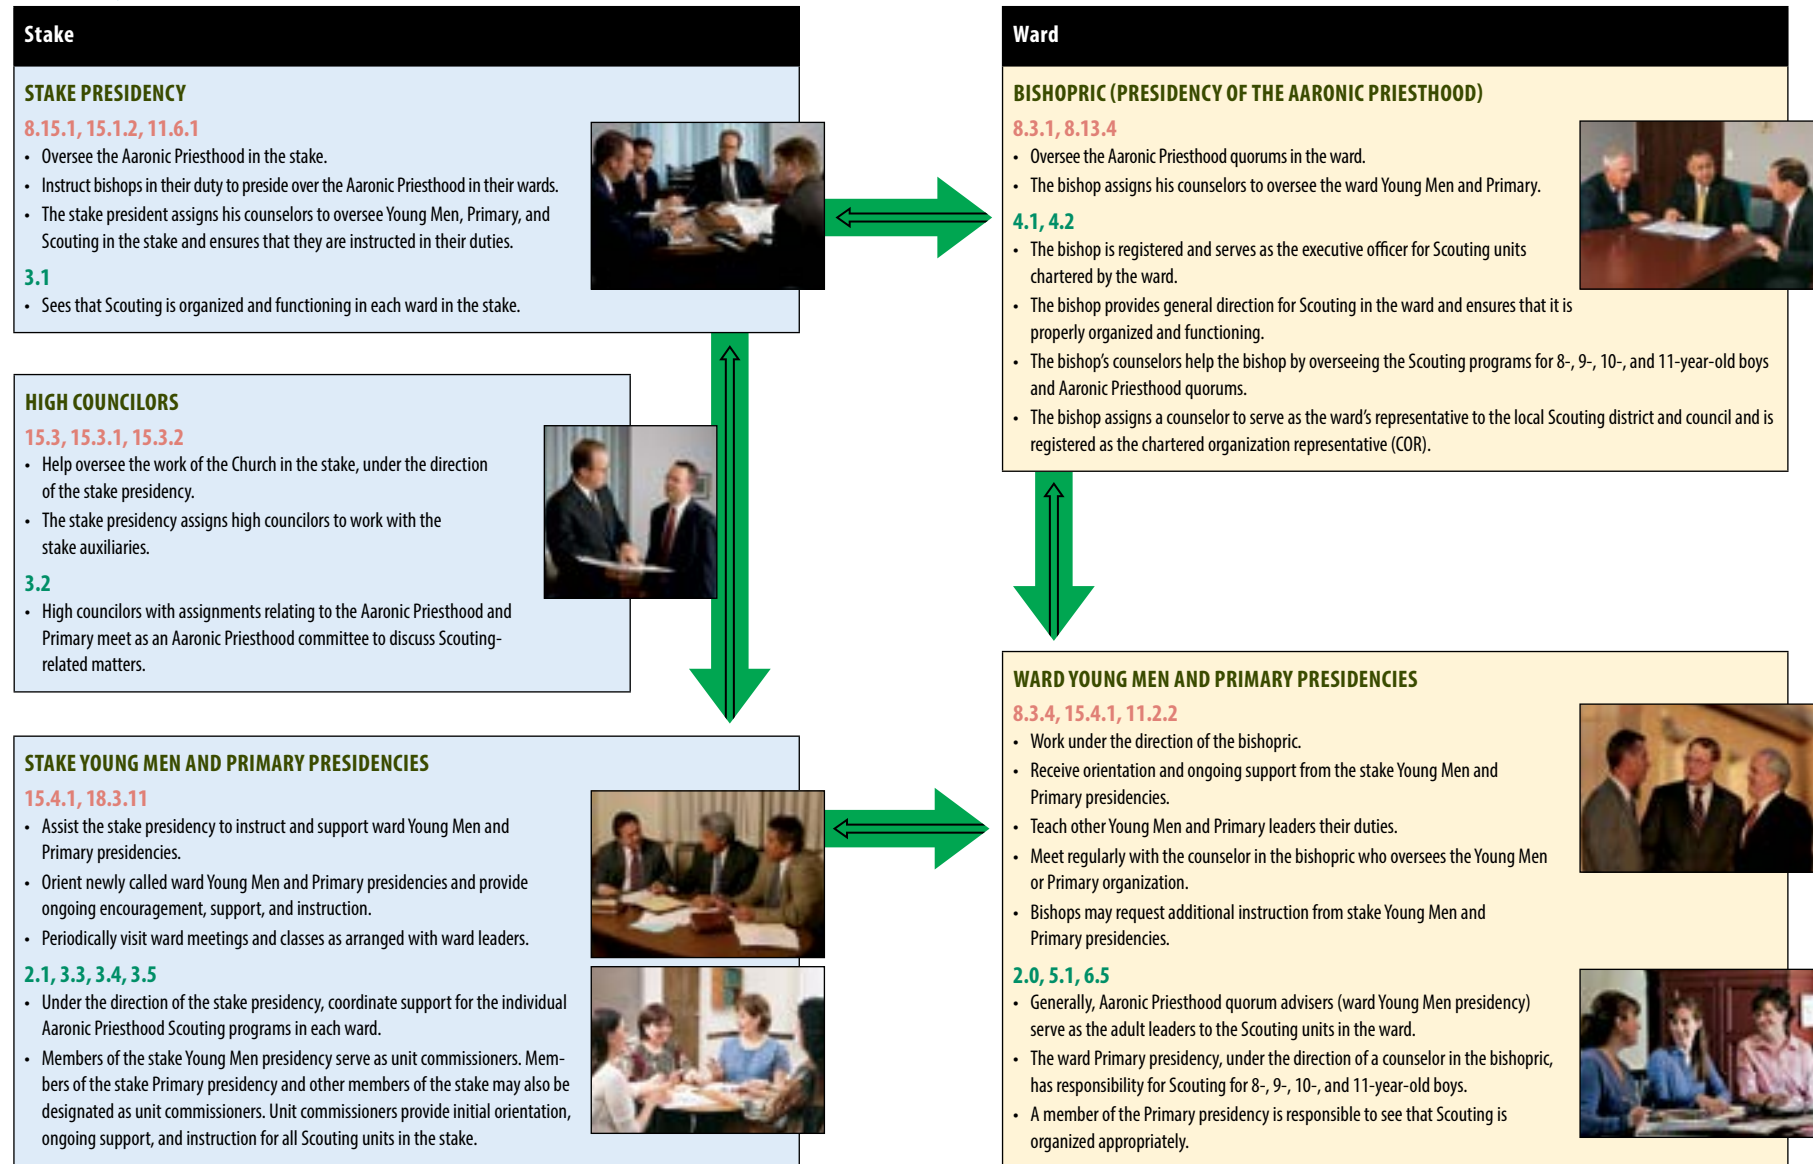 Stake
STAKE PRESIDENCY
8.15.1, 15.1.2, 11.6.1
• Oversee the Aaronic Priesthood in the stake.
• Instruct bishops in their duty to preside over the Aaronic Priesthood in their wards.
• The stake president assigns his counselors to oversee Young Men, Primary, and
Scouting in the stake and ensures that they are instructed in their duties.
3.1
• Sees that Scouting is organized and functioning in each ward in the stake.
HIGH COUNCILORS
15.3, 15.3.1, 15.3.2
• Help oversee the work of the Church in the stake, under the direction
of the stake presidency.
• The stake presidency assigns high councilors to work with the
stake auxiliaries.
3.2
• High councilors with assignments relating to the Aaronic Priesthood and
Primary meet as an Aaronic Priesthood committee to discuss Scouting-
related matters.
STAKE YOUNG MEN AND PRIMARY PRESIDENCIES
15.4.1, 18.3.11
• Assist the stake presidency to instruct and support ward Young Men and
Primary presidencies.
• Orient newly called ward Young Men and Primary presidencies and provide
ongoing encouragement, support, and instruction.
• Periodically visit ward meetings and classes as arranged with ward leaders.
2.1, 3.3, 3.4, 3.5
• Under the direction of the stake presidency, coordinate support for the individual
Aaronic Priesthood Scouting programs in each ward.
• Members of the stake Young Men presidency serve as unit commissioners. Mem-
bers of the stake Primary presidency and other members of the stake may also be
designated as unit commissioners. Unit commissioners provide initial orientation,
ongoing support, and instruction for all Scouting units in the stake.
Ward
BISHOPRIC (PRESIDENCY OF THE AARONIC PRIESTHOOD)
8.3.1, 8.13.4
• Oversee the Aaronic Priesthood quorums in the ward.
• The bishop assigns his counselors to oversee the ward Young Men and Primary.
4.1, 4.2
• The bishop is registered and serves as the executive officer for Scouting units
chartered by the ward.
• The bishop provides general direction for Scouting in the ward and ensures that it is
properly organized and functioning.
• The bishop's counselors help the bishop by overseeing the Scouting programs for 8-, 9-, 10-, and 11-year-old boys
and Aaronic Priesthood quorums.
• The bishop assigns a counselor to serve as the ward's representative to the local Scouting district and council and is
registered as the chartered organization representative (COR).
WARD YOUNG MEN AND PRIMARY PRESIDENCIES
8.3.4, 15.4.1, 11.2.2
• Work under the direction of the bishopric.
• Receive orientation and ongoing support from the stake Young Men and
Primary presidencies.
• Teach other Young Men and Primary leaders their duties.
• Meet regularly with the counselor in the bishopric who oversees the Young Men
or Primary organization.
• Bishops may request additional instruction from stake Young Men and
Primary presidencies.
2.0, 5.1, 6.5
• Generally, Aaronic Priesthood quorum advisers (ward Young Men presidency)
serve as the adult leaders to the Scouting units in the ward.
• The ward Primary presidency, under the direction of a counselor in the bishopric,
has responsibility for Scouting for 8-, 9-, 10-, and 11-year-old boys.
• A member of the Primary presidency is responsible to see that Scouting is
organized appropriately.